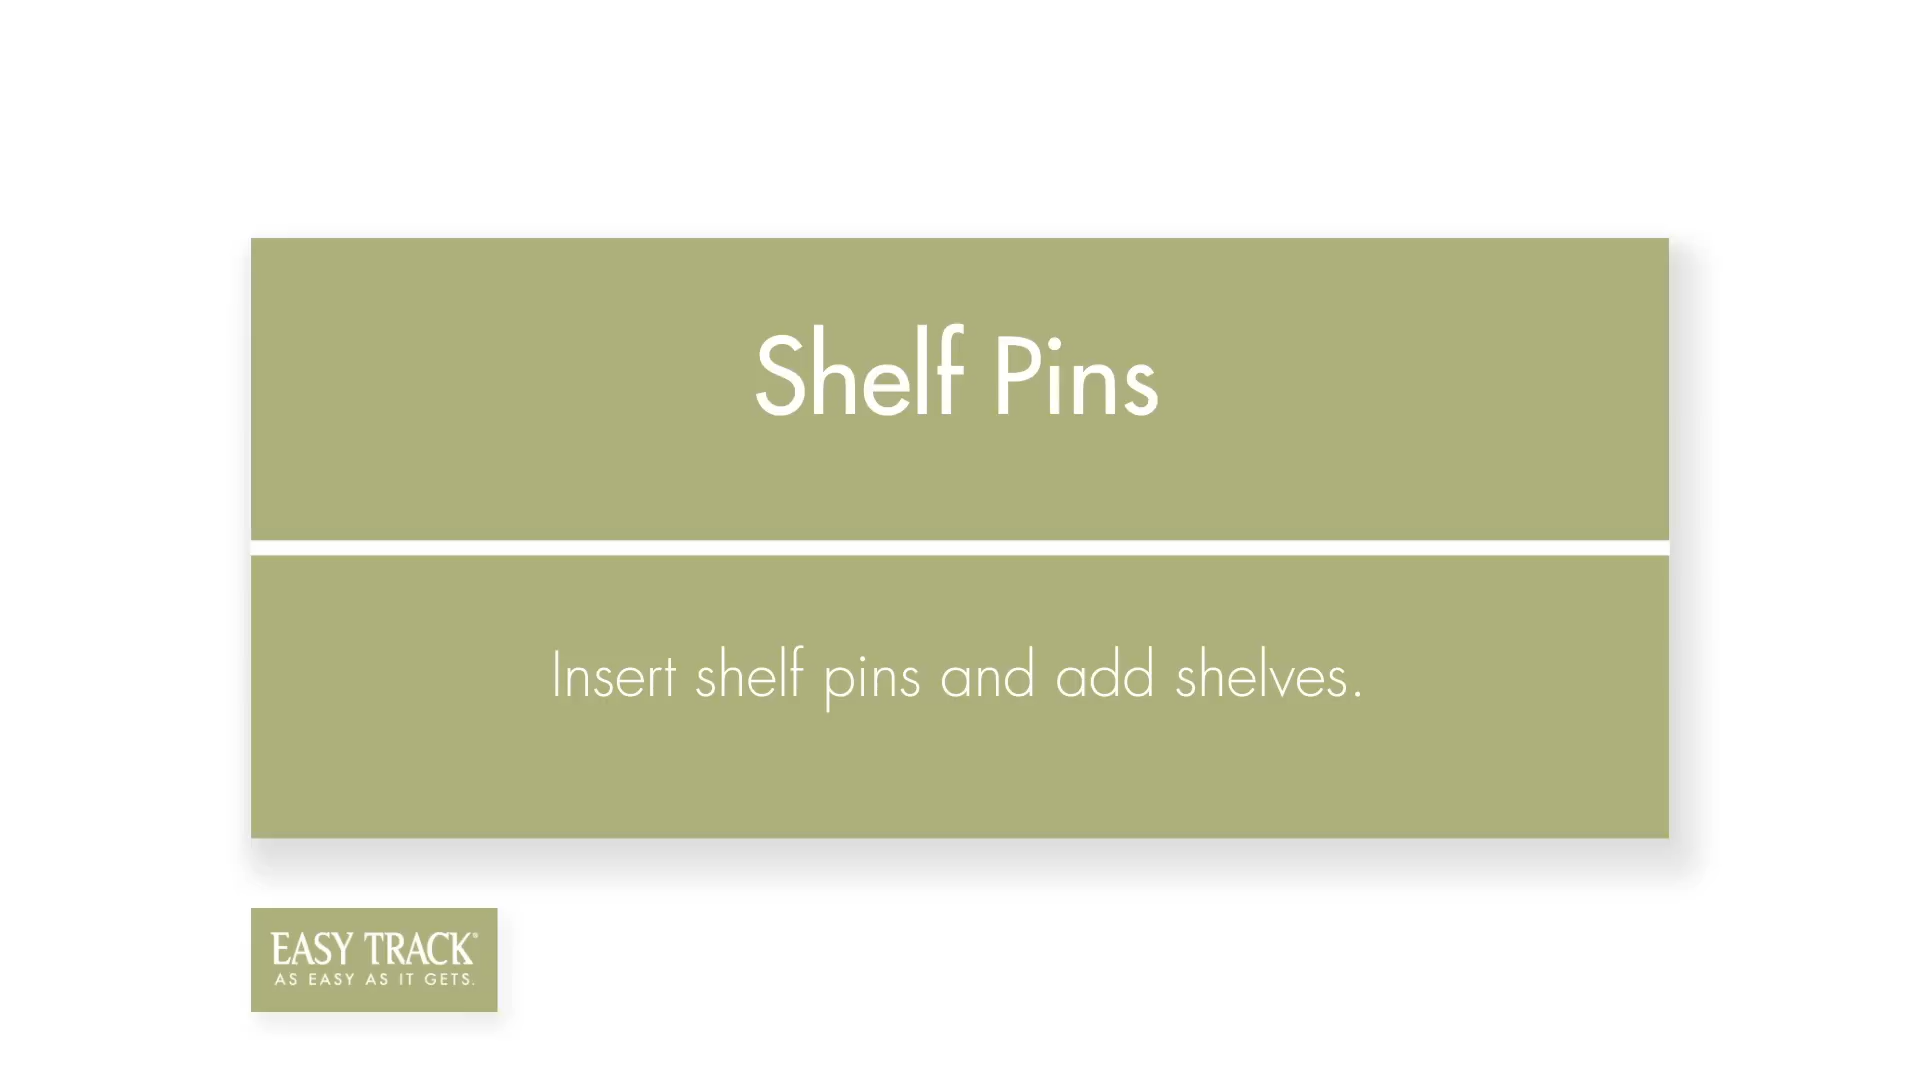 Shelf Pins
Insert shelf pins and add shelves.
EASY TRACK®
AS EASY AS IT GETS.